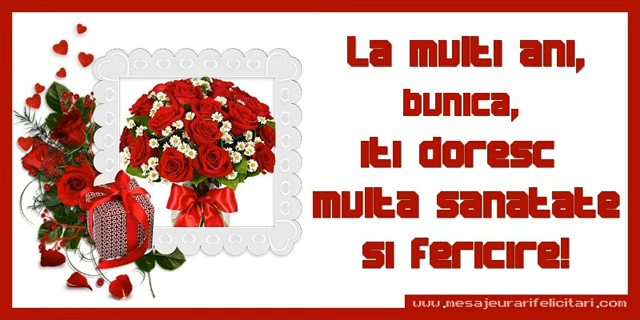 La multi ani,
bunica,
iti doresc
multa sanatate
si fericire!
www.mesajeurarifelicitari.com